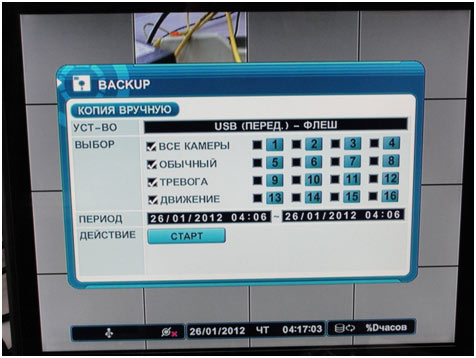 BACKUP
КОПИЯ ВРУЧНУЮ
УСТ-ВО USB (ПЕРЕД.) - ФЛЕШ
ВЫБОР ВСЕ КАМЕРЫ 1 2 3 4
ОБЫЧНЫЙ 5 6 7 8
ТРЕВОГА 9 10 11 12
ДВИЖЕНИЕ 13 14 15 16
ПЕРИОД 26/01/2012 04:06 ~ 26/01/2012 04:06
ДЕЙСТВИЕ СТАРТ
26/01/2012 ЧТ 04:17:03 %Dчасов